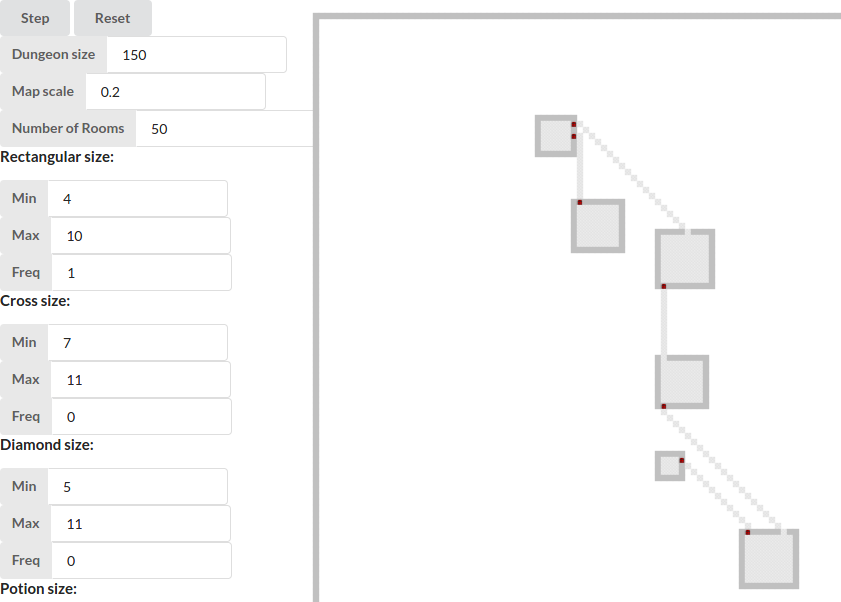 Step Reset
Dungeon size 150
Map scale 0.2
Number of Rooms 50
Rectangular size:
Min 4
Max 10
Freq 1
Cross size:
Min 7
Max 11
Freq 0
Diamond size:
Min 5
Max 11
Freq 0
Potion size: